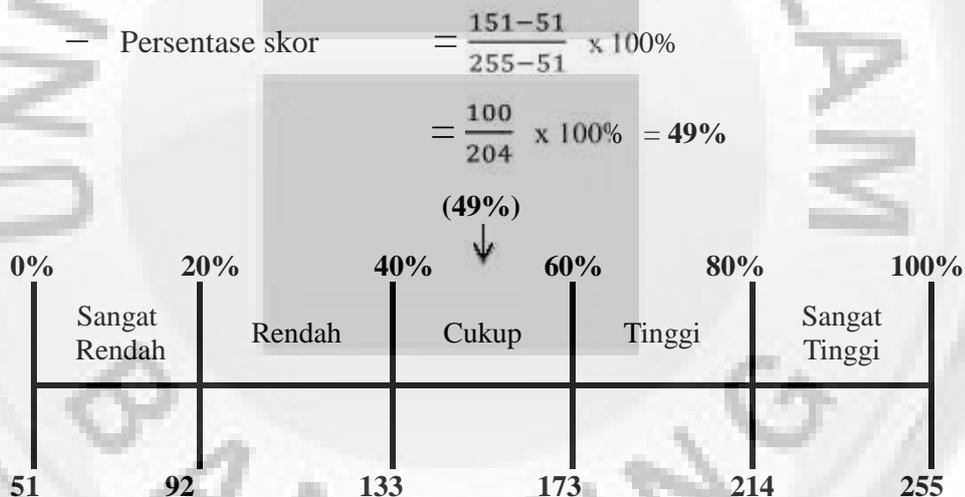 – Persentase skor = 151−51 / 255−51 x 100%
= 100 / 204 x 100% = 49%
(49%)
0% 20% 40% 60% 80% 100%
Sangat Rendah Rendah Cukup Tinggi Sangat Tinggi
51 92 133 173 214 255